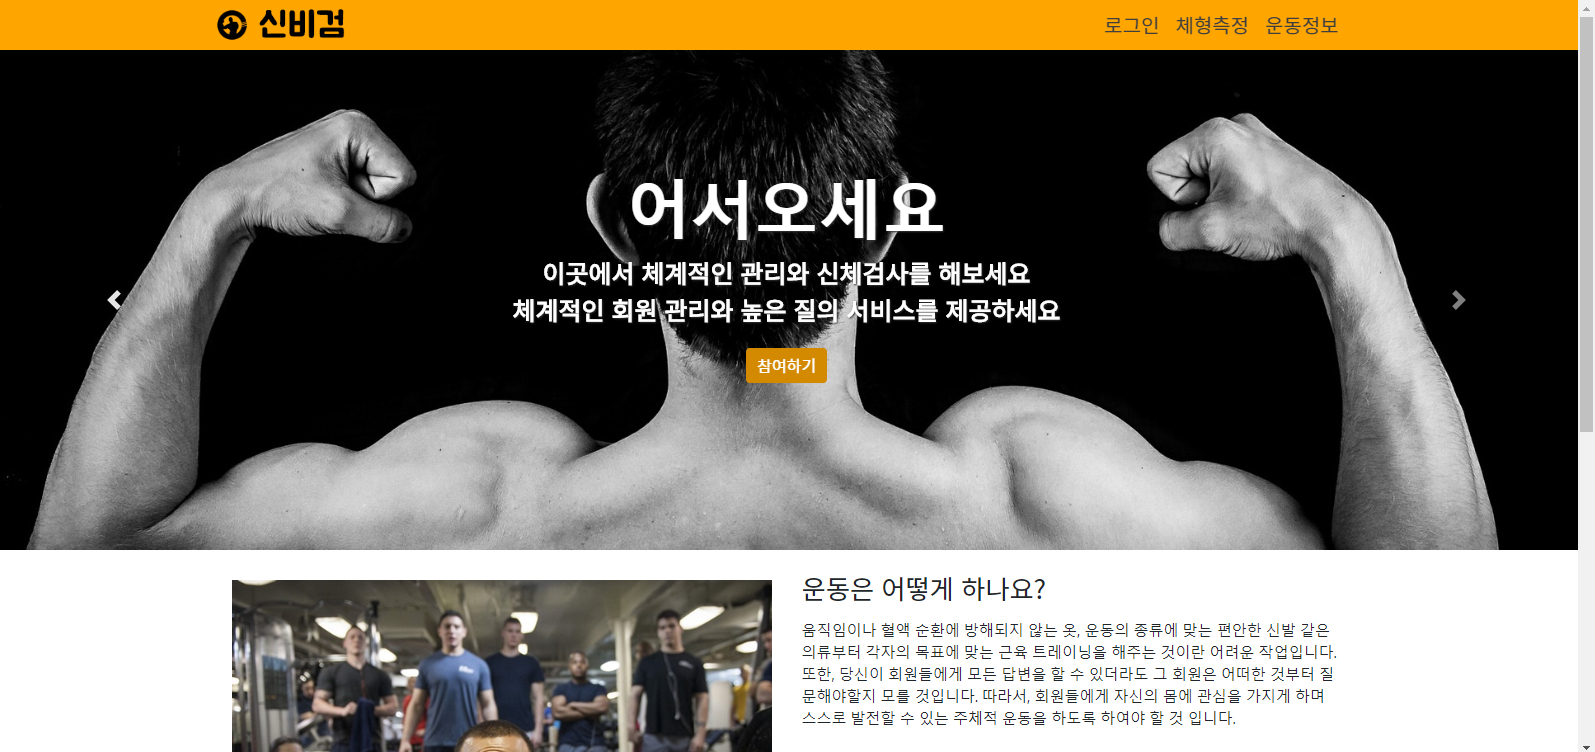 신비검
로그인 체형측정 운동정보
어서오세요
이곳에서 체계적인 관리와 신체검사를 해보세요
체계적인 회원 관리와 높은 질의 서비스를 제공하세요
참여하기
운동은 어떻게 하나요?
움직임이나 혈액 순환에 방해되지 않는 옷, 운동의 종류에 맞는 편안한 신발 같은
의류부터 각자의 목표에 맞는 근육 트레이닝을 해주는 것이란 어려운 작업입니다.
또한, 당신이 회원들에게 모든 답변을 할 수 있더라도 그 회원은 어떠한 것부터 질
문해야할지 모를 것입니다. 따라서, 회원들에게 자신의 몸에 관심을 가지게 하며
스스로 발전할 수 있는 주체적 운동을 하도록 하여야 할 것 입니다.